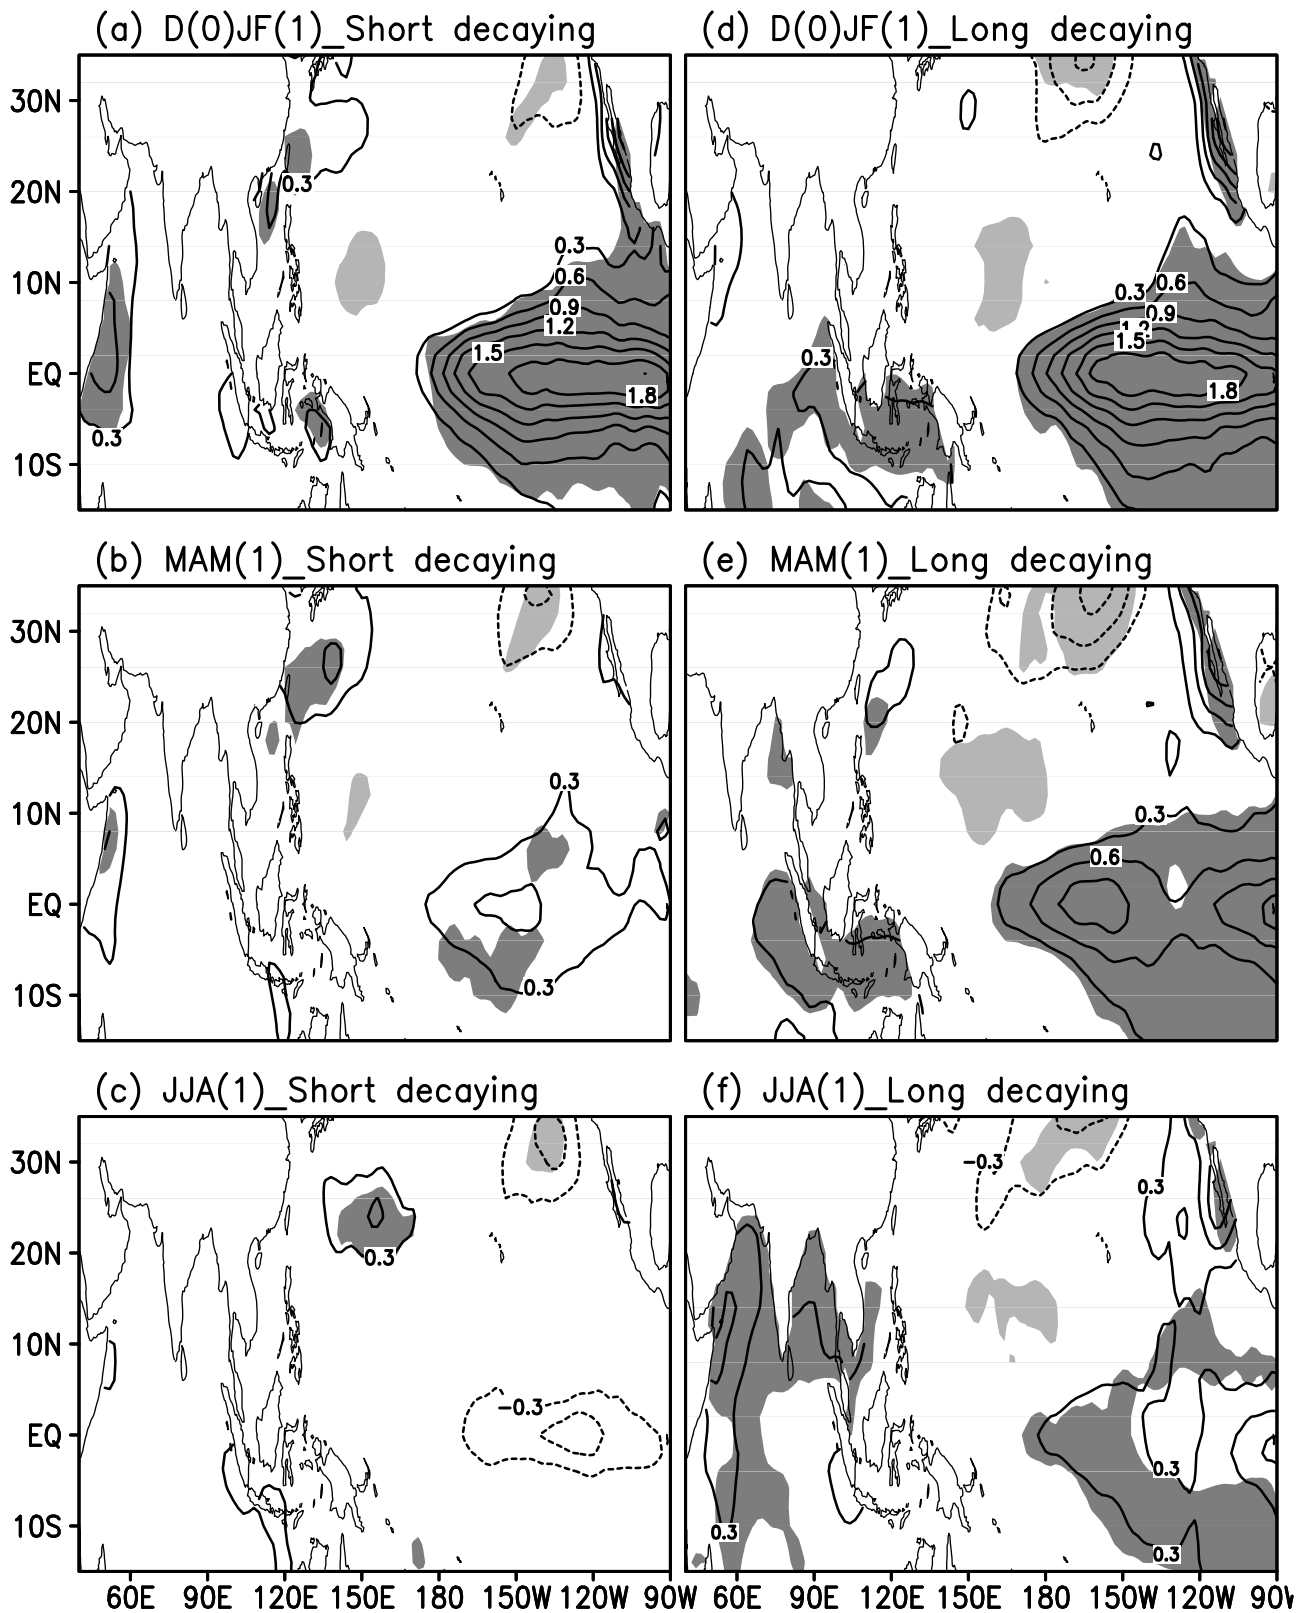 (a) D(0)JF(1)_Short decaying
(d) D(0)JF(1)_Long decaying
30N
20N
10N
EQ
10S
0.3
0.3
0.6
0.9
1.2
1.5
1.8
0.3
0.3
0.6
0.9
1.2
1.5
0.3
1.8
(b) MAM(1)_Short decaying
(e) MAM(1)_Long decaying
30N
20N
10N
EQ
10S
0.3
0.3
0.3
0.6
(c) JJA(1)_Short decaying
(f) JJA(1)_Long decaying
30N
20N
10N
EQ
10S
0.3
-0.3
-0.3
0.3
0.3
0.3
0.3
60E 90E 120E 150E 180 150W 120W 90W
60E 90E 120E 150E 180 150W 120W 90W